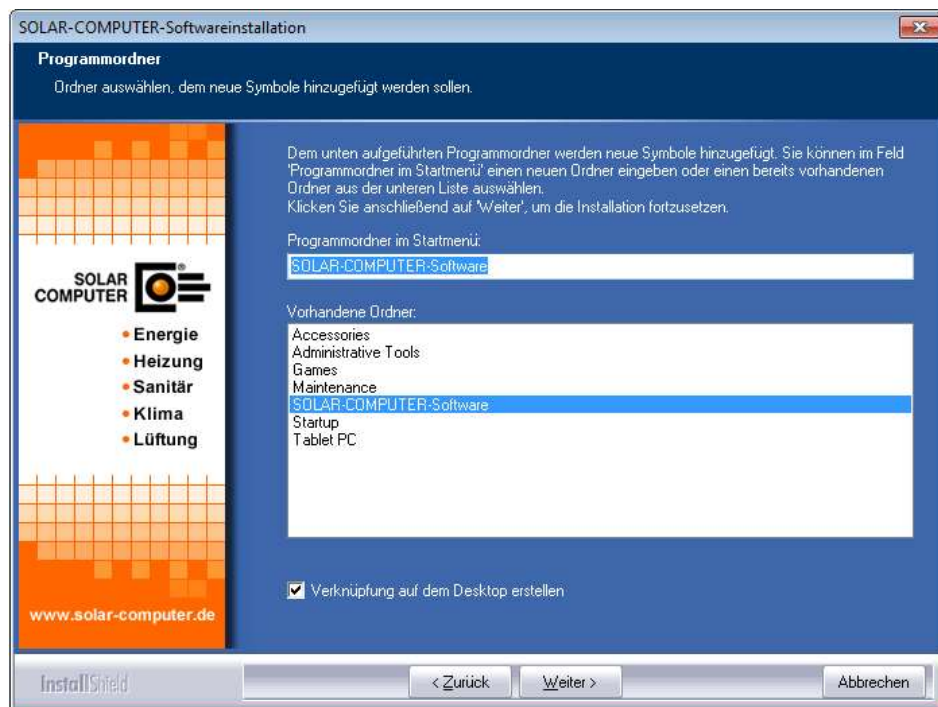 SOLAR-COMPUTER-Softwareinstallation
Programmordner
Ordner auswählen, dem neue Symbole hinzugefügt werden sollen.
SOLAR
COMPUTER
®
• Energie
• Heizung
• Sanitär
• Klima
• Lüftung
www.solar-computer.de
Dem unten aufgeführten Programmordner werden neue Symbole hinzugefügt. Sie können im Feld
'Programmordner im Startmenü' einen neuen Ordner eingeben oder einen bereits vorhandenen
Ordner aus der unteren Liste auswählen.
Klicken Sie anschließend auf 'Weiter', um die Installation fortzusetzen.
Programmordner im Startmenü:
SOLAR-COMPUTER-Software
Vorhandene Ordner:
Accessories
Administrative Tools
Games
Maintenance
SOLAR-COMPUTER-Software
Startup
Tablet PC
Verknüpfung auf dem Desktop erstellen
InstallShield
< Zurück
Weiter >
Abbrechen